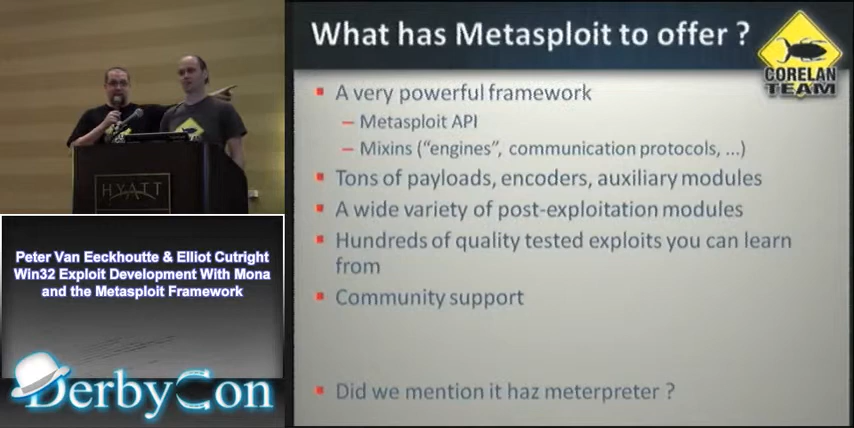 What has Metasploit to offer ?
CORELAN
TEAM
A very powerful framework
– Metasploit API
– Mixins (“engines”, communication protocols, ...)
Tons of payloads, encoders, auxiliary modules
A wide variety of post-exploitation modules
Hundreds of quality tested exploits you can learn
from
Community support
Did we mention it haz meterpreter ?
HYATT
Peter Van Eeckhoutte & Elliot Cutright
Win32 Exploit Development With Mona
and the Metasploit Framework
DerbyCon